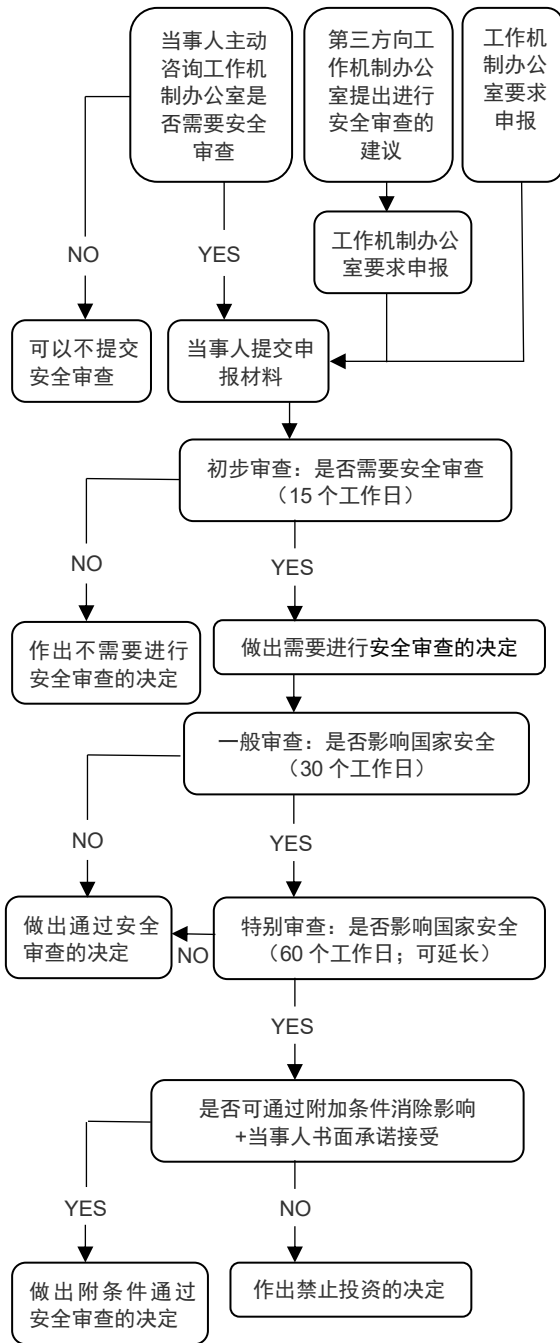 当事人主动
咨询工作机
制办公室是
否需要安全
审查
第三方向工
作机制办公
室提出进行
安全审查的
建议
工作机
制办公
室要求
申报
工作机制办公
室要求申报
NO
YES
可以不提交
安全审查
当事人提交申
报材料
初步审查：是否需要安全审查
（15 个工作日）
NO
YES
作出不需要进行
安全审查的决定
做出需要进行安全审查的决定
一般审查：是否影响国家安全
（30 个工作日）
NO
YES
做出通过安全
审查的决定
NO
特别审查：是否影响国家安全
（60 个工作日；可延长）
YES
是否可通过附加条件消除影响
+当事人书面承诺接受
YES
NO
做出附条件通过
安全审查的决定
作出禁止投资的决定